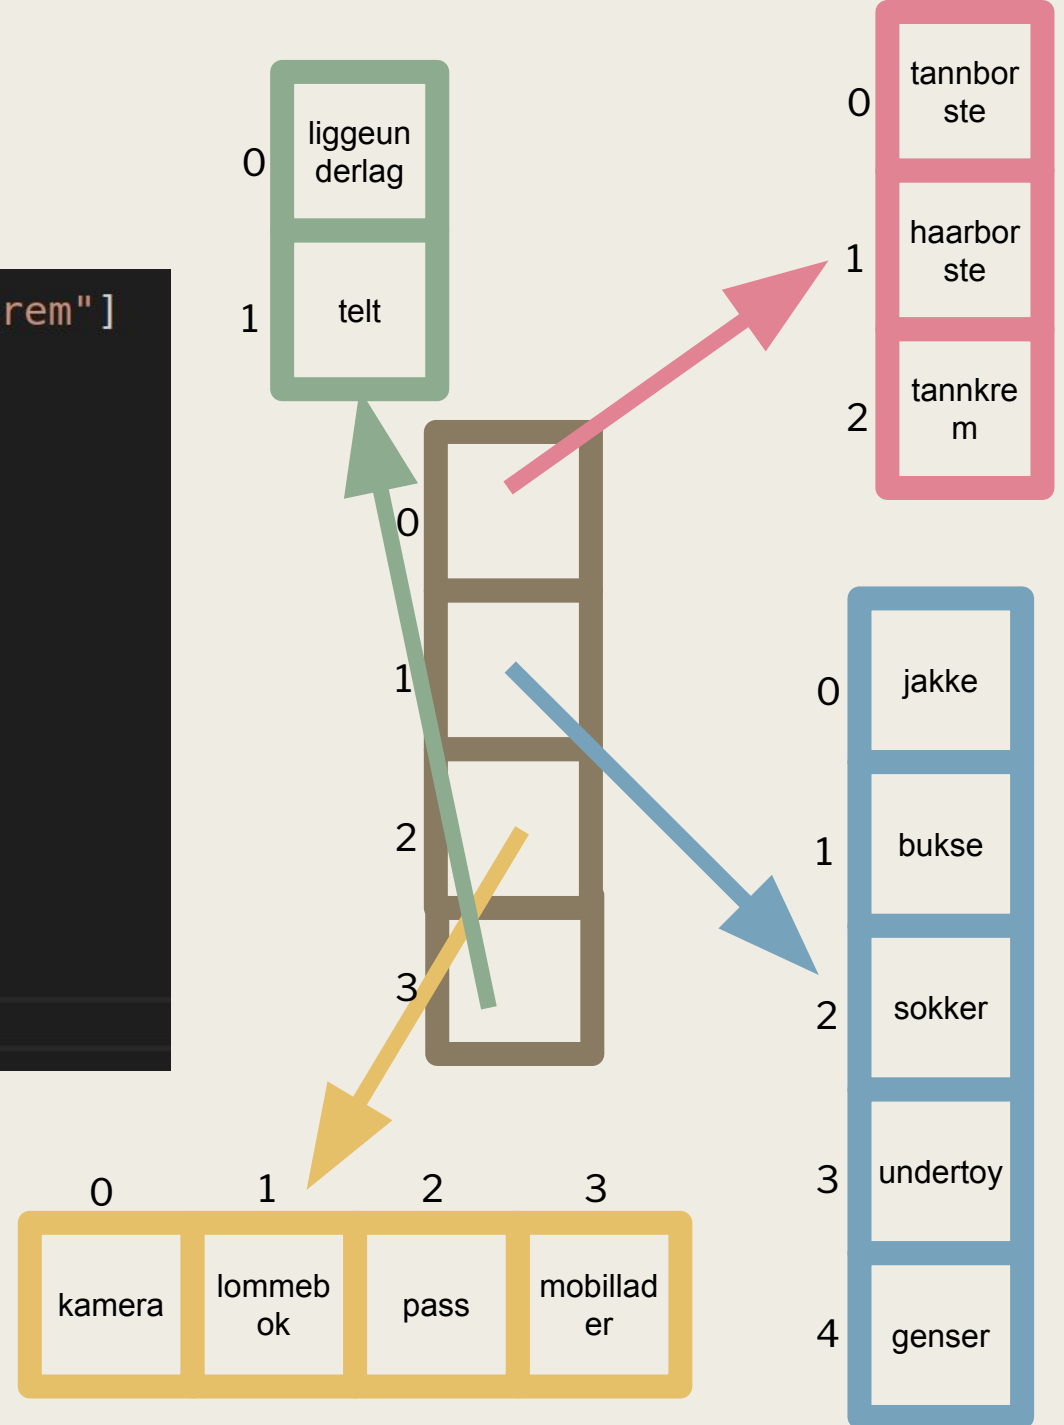 0
liggeun
derlag
1
telt
rem"]
0
tannbor
ste
1
haarbor
ste
2
tannkre
m
0
1
2
3
0
jakke
1
bukse
2
sokker
3
undertoy
4
genser
0 1 2 3
kamera
lommeb
ok
pass
mobillad
er